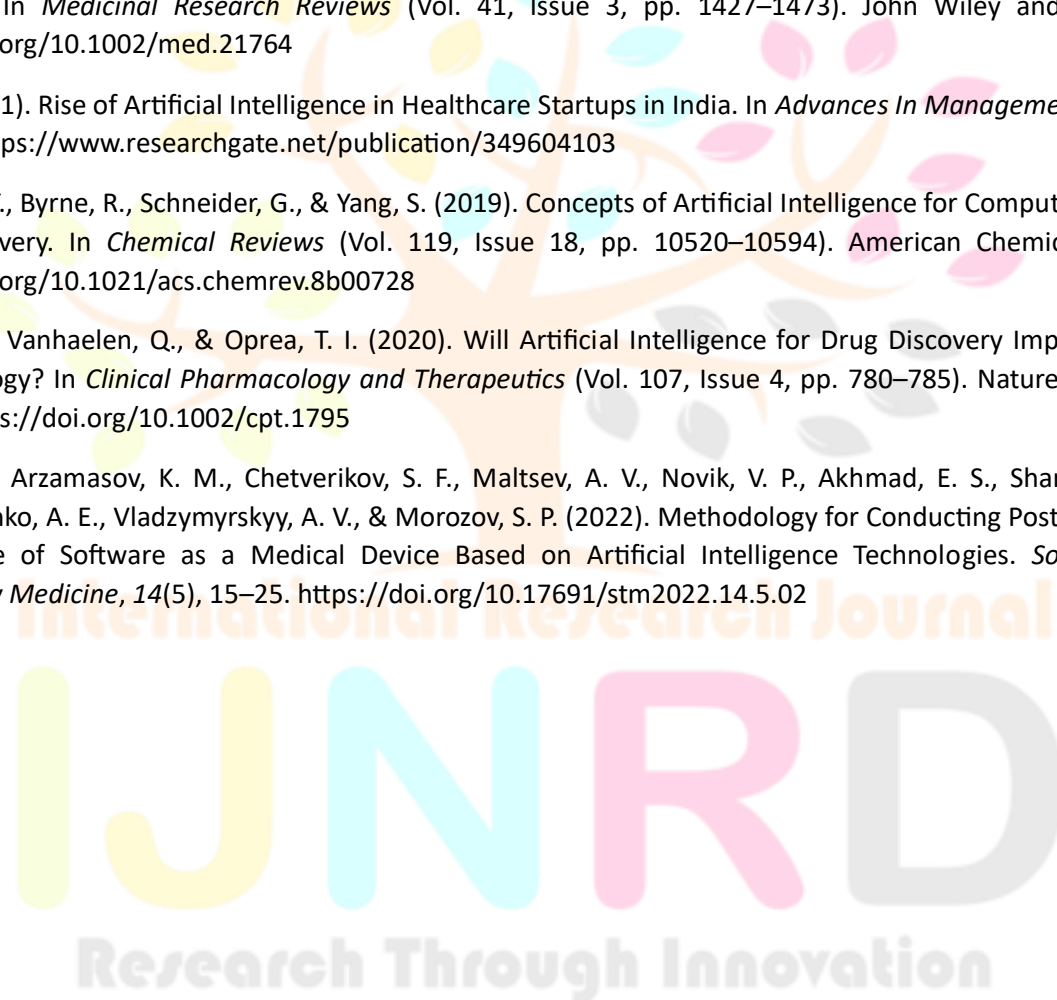 In Medicinal Research Reviews (Vol. 41, Issue 3, pp. 1427–1473). John Wiley and
org/10.1002/med.21764
1). Rise of Artificial Intelligence in Healthcare Startups in India. In Advances In Manageme
ps://www.researchgate.net/publication/349604103
., Byrne, R., Schneider, G., & Yang, S. (2019). Concepts of Artificial Intelligence for Comput
very. In Chemical Reviews (Vol. 119, Issue 18, pp. 10520–10594). American Chemic
org/10.1021/acs.chemrev.8b00728
Vanhaelen, Q., & Oprea, T. I. (2020). Will Artificial Intelligence for Drug Discovery Imp
ogy? In Clinical Pharmacology and Therapeutics (Vol. 107, Issue 4, pp. 780–785). Nature
s://doi.org/10.1002/cpt.1795
Arzamasov, K. M., Chetverikov, S. F., Maltsev, A. V., Novik, V. P., Akhmad, E. S., Shar
nko, A. E., Vladzymyrskyy, A. V., & Morozov, S. P. (2022). Methodology for Conducting Post
e of Software as a Medical Device Based on Artificial Intelligence Technologies. So
y Medicine, 14(5), 15–25. https://doi.org/10.17691/stm2022.14.5.02
International Research Journal
IJNRD
Research Through Innovation